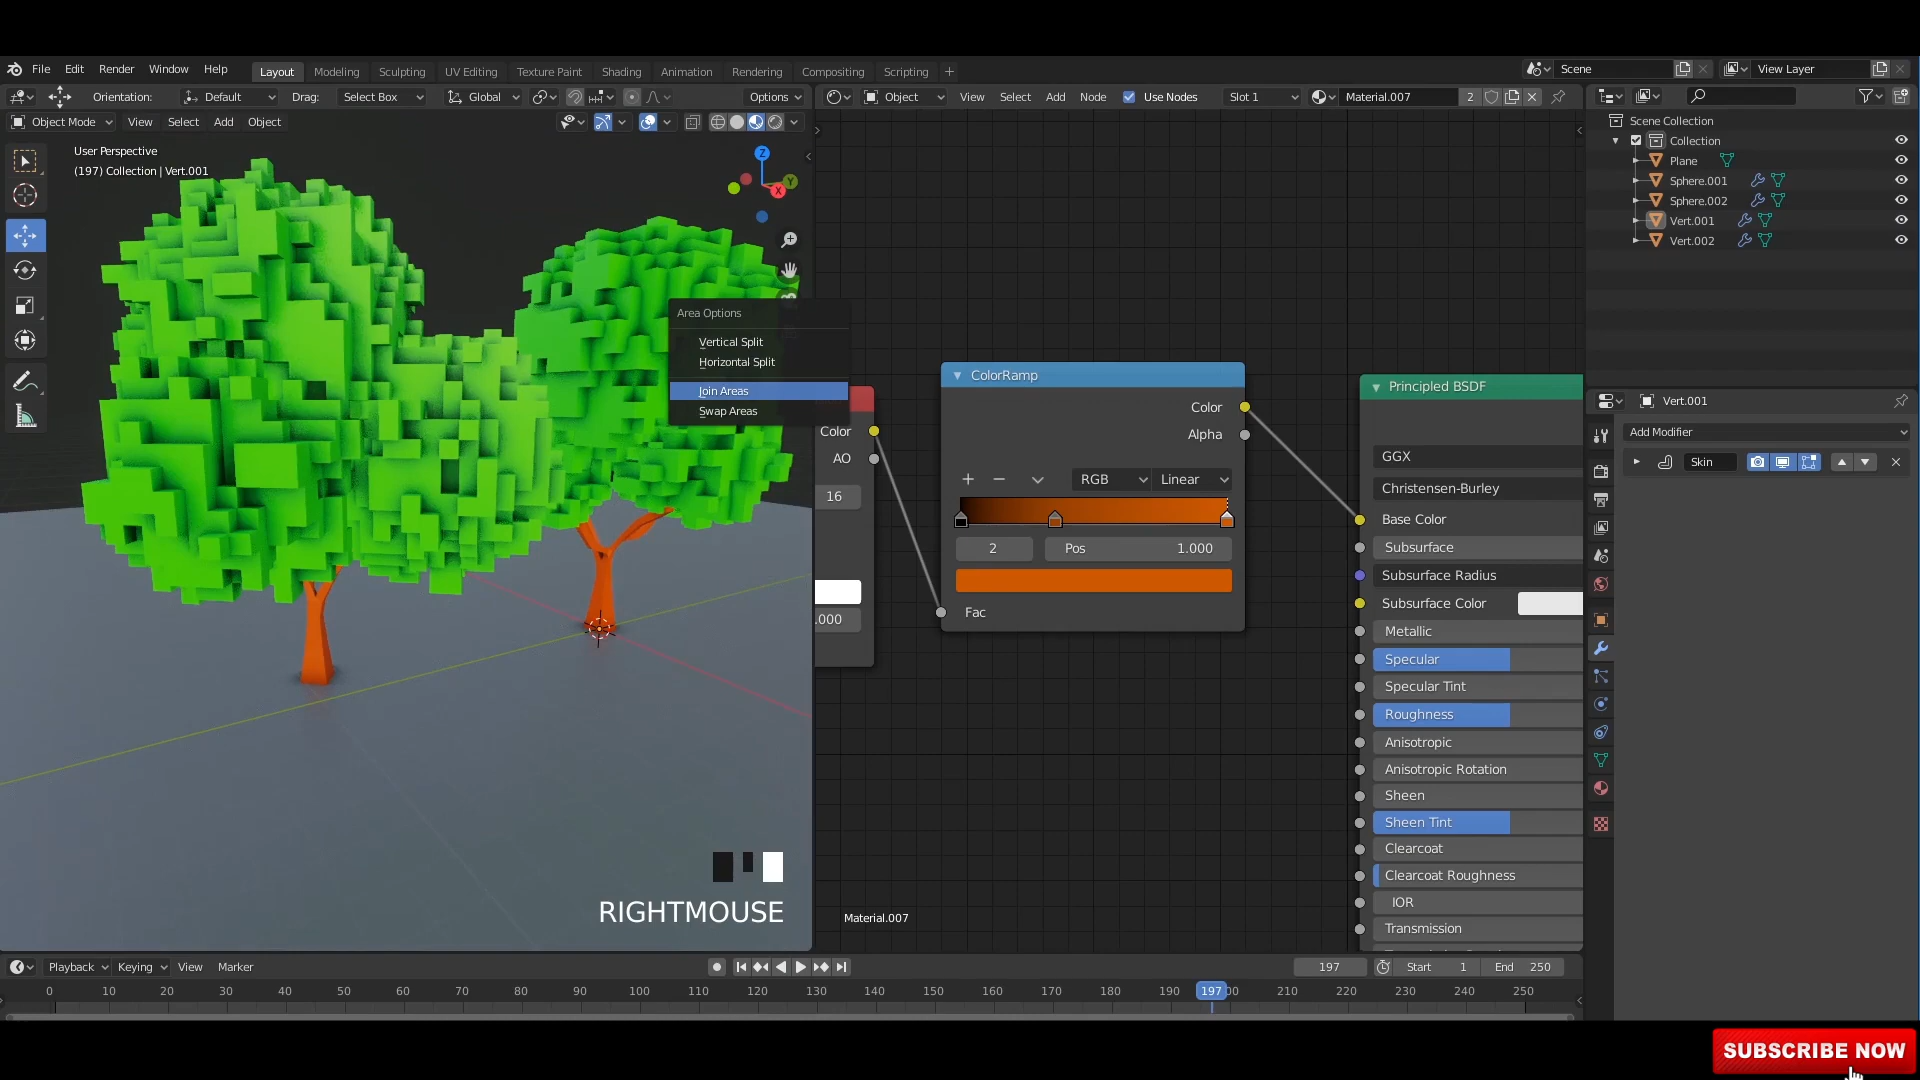 File Edit Render Window Help Layout Modeling Sculpting UV Editing Texture Paint Shading Animation Rendering Compositing Scripting + Scene View Layer
Orientation: Default Drag: Select Box Global Options Object View Select Add Node Use Nodes Slot 1 Material.007 2
Object Mode View Select Add Object
User Perspective
(197) Collection | Vert.001
Z
Y
X
Scene Collection
Collection
Plane
Sphere.001
Sphere.002
Vert.001
Vert.002
Area Options
Vertical Split
Horizontal Split
Join Areas
Swap Areas
Color
AO
16
.000
ColorRamp
Color
Alpha
RGB Linear
2 Pos 1.000
Fac
Principled BSDF
GGX
Christensen-Burley
Base Color
Subsurface
Subsurface Radius
Subsurface Color
Metallic
Specular
Specular Tint
Roughness
Anisotropic
Anisotropic Rotation
Sheen
Sheen Tint
Clearcoat
Clearcoat Roughness
IOR
Transmission
Vert.001
Add Modifier
Skin
RIGHTMOUSE
Material.007
Playback Keying View Marker 197 Start 1 End 250
0 10 20 30 40 50 60 70 80 90 100 110 120 130 140 150 160 170 180 190 197 00 210 220 230 240 250
SUBSCRIBE NOW